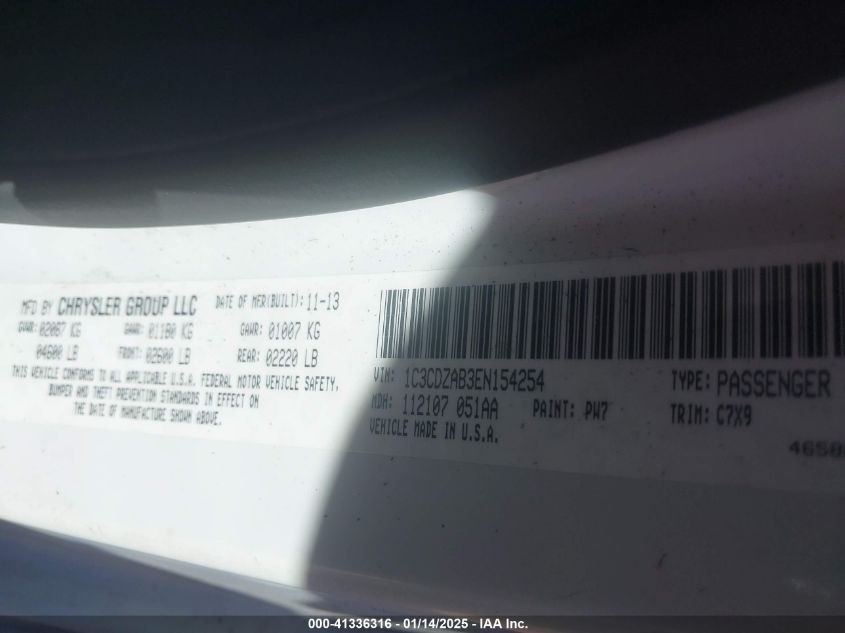 MFD BY CHRYSLER GROUP LLC DATE OF MFR(BUILT): 11-13
GVWR: 02087 KG GAWR: 01180 KG GAWR: 01007 KG
04600 LB FRONT: 02600 LB REAR: 02220 LB
THIS VEHICLE CONFORMS TO ALL APPLICABLE U.S.A. FEDERAL MOTOR VEHICLE SAFETY,
BUMPER AND THEFT PREVENTION STANDARDS IN EFFECT ON
THE DATE OF MANUFACTURE SHOWN ABOVE.
VIN: 1C3CDZAB3EN154254 TYPE: PASSENGER
MDH: 112107 051AA PAINT: PW7 TRIM: C7X9
VEHICLE MADE IN U.S.A.
000-41336316 - 01/14/2025 - IAA Inc.